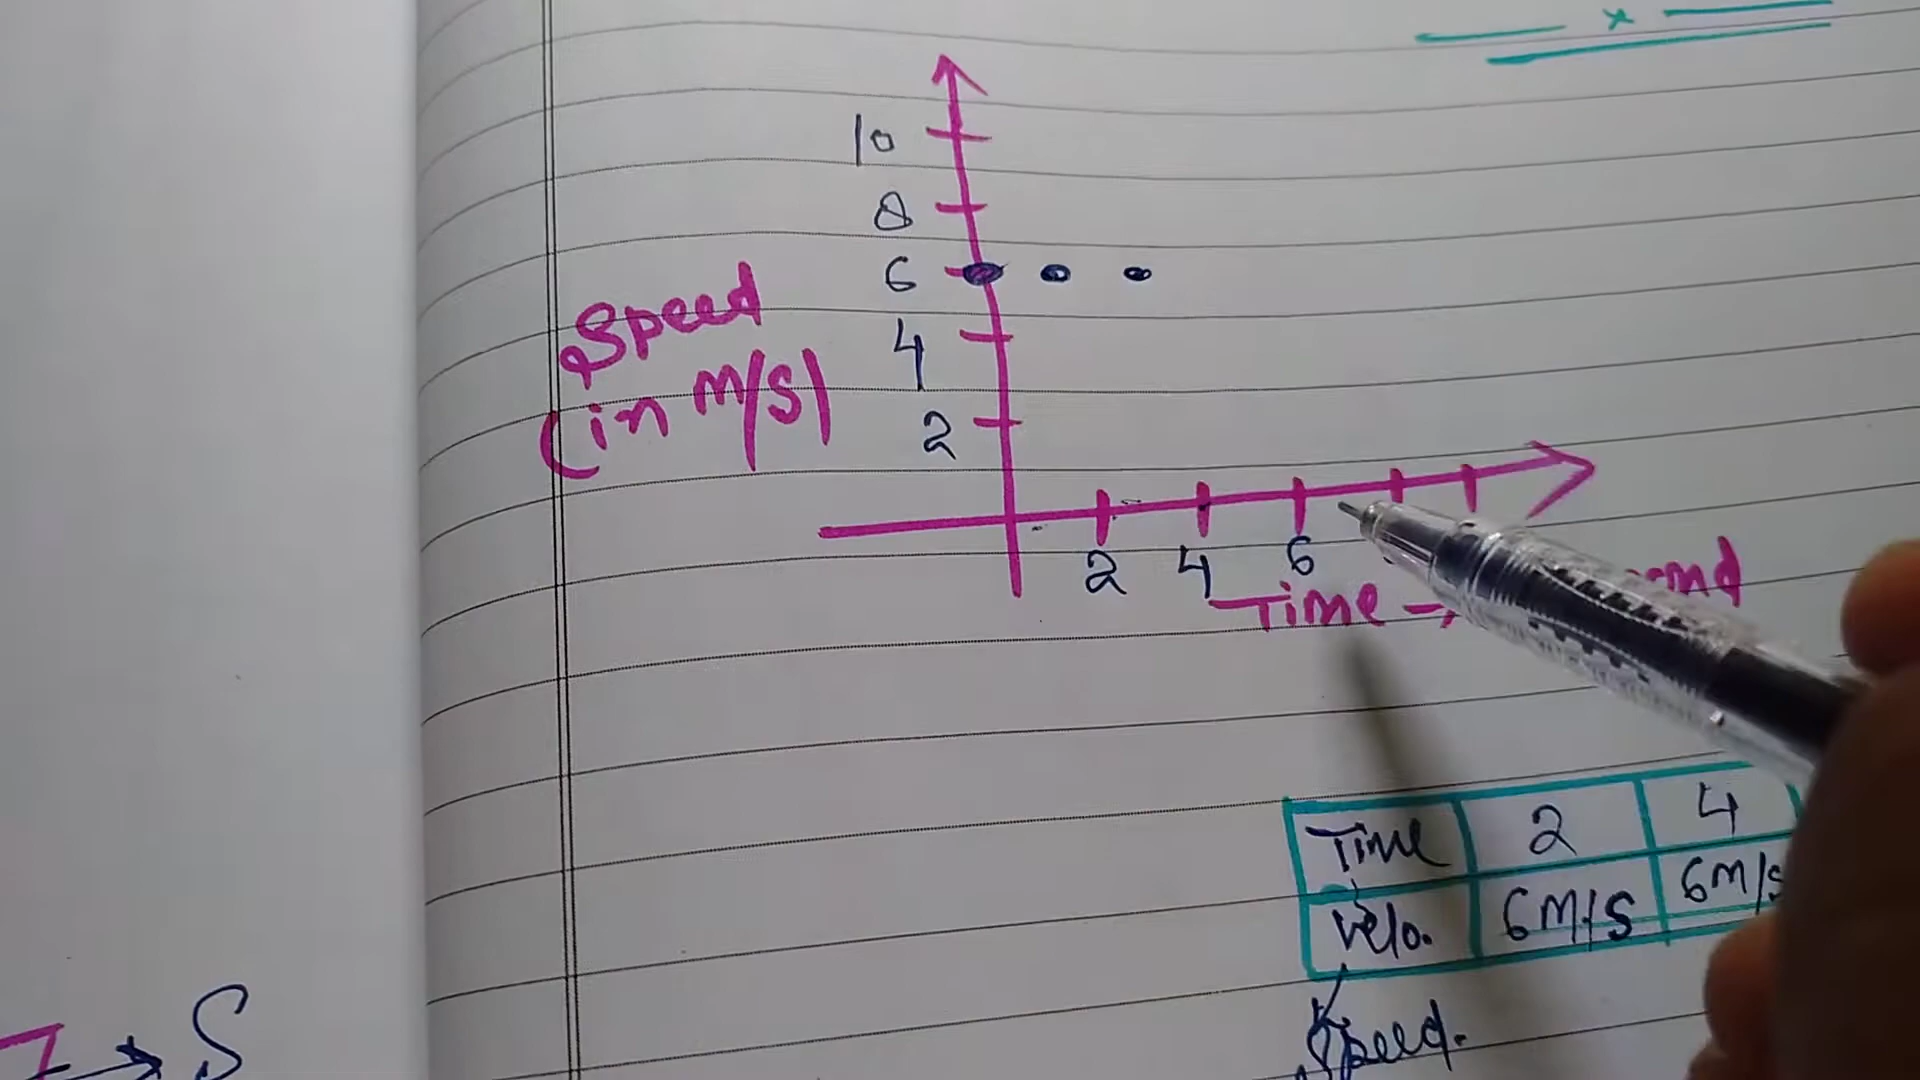 10
8
6
4
2
Speed
(in m/s)
2 4 6
Time →
Time 2 4
Velo. 6m/s 6m/s
Speed.
S